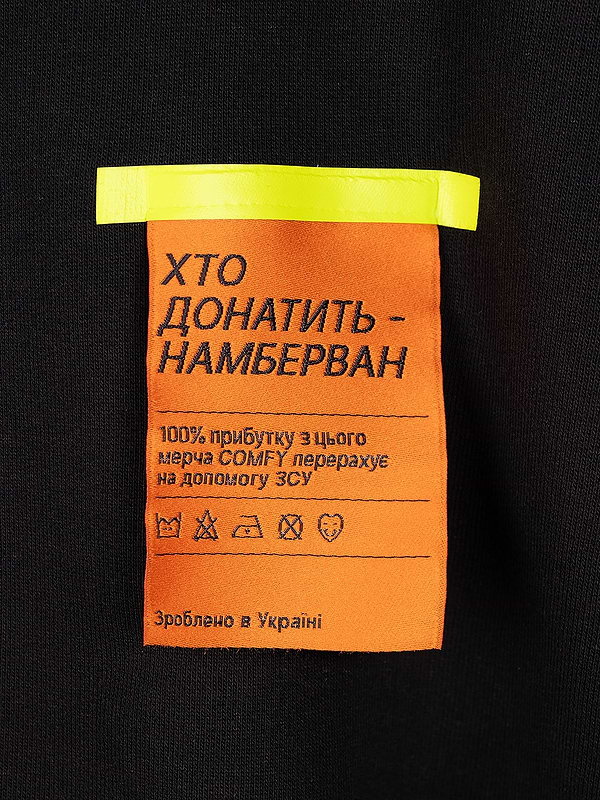 ХТО
ДОНАТИТЬ -
НАМБЕРВАН
100% прибутку з цього
мерча COMFY перерахує
на допомогу ЗСУ
Зроблено в Україні